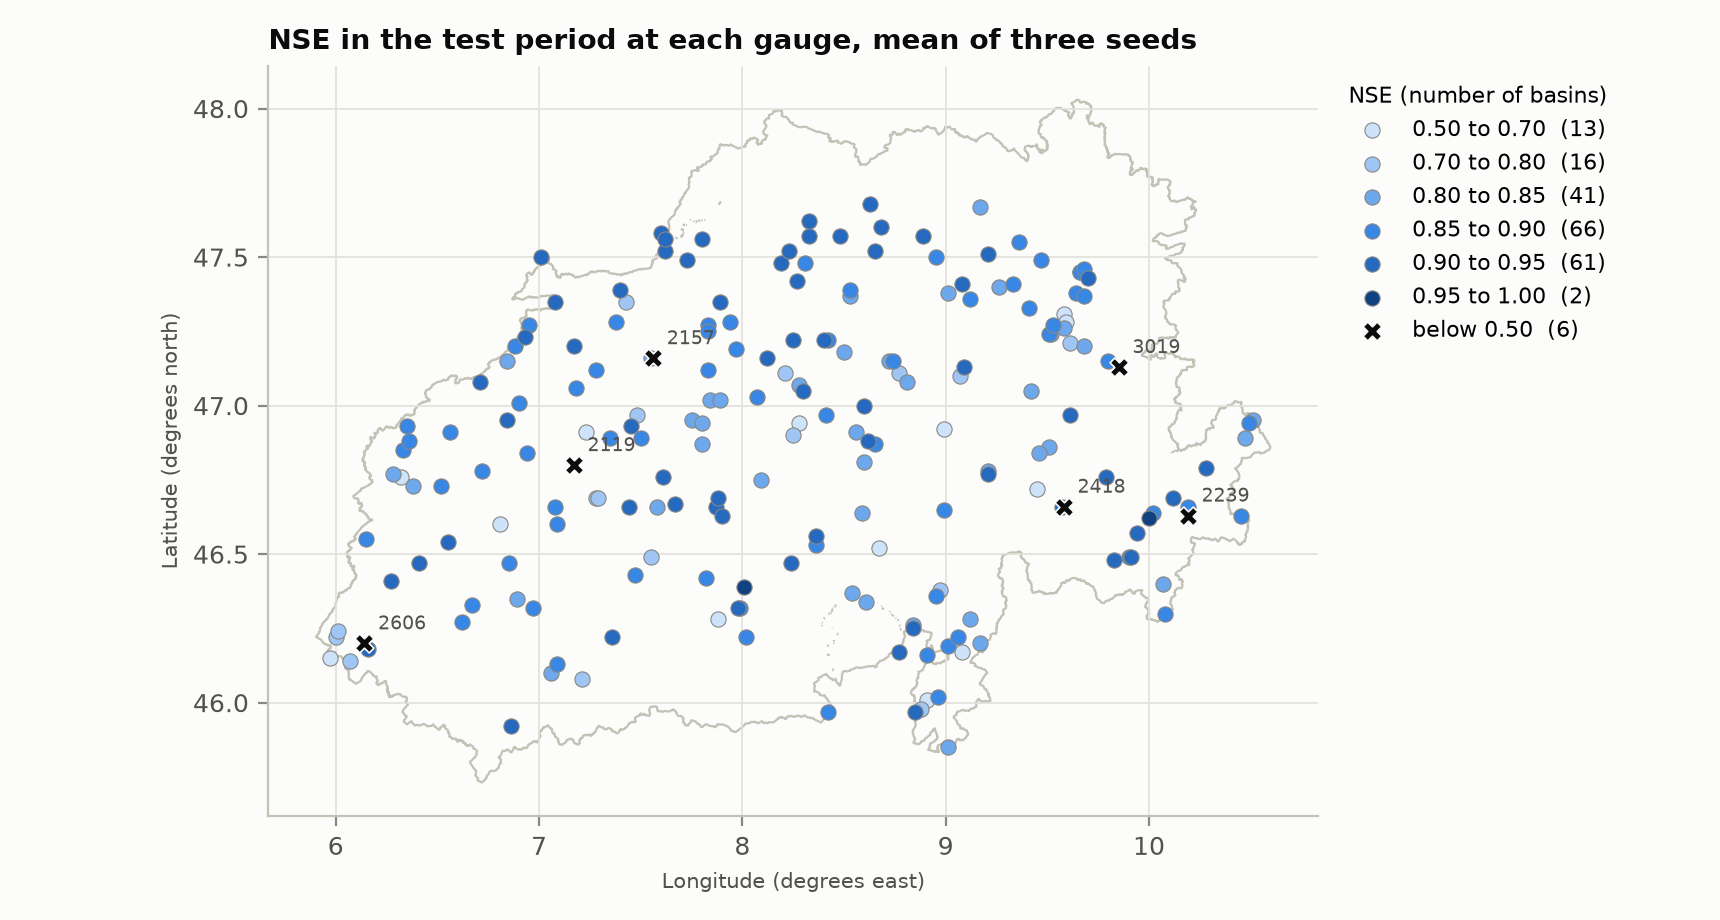 NSE in the test period at each gauge, mean of three seeds
NSE (number of basins)
0.50 to 0.70 (13)
0.70 to 0.80 (16)
0.80 to 0.85 (41)
0.85 to 0.90 (66)
0.90 to 0.95 (61)
0.95 to 1.00 (2)
below 0.50 (6)
48.0
47.5
47.0
46.5
46.0
Latitude (degrees north)
2157
3019
2119
2418
2239
2606
6
7
8
9
10
Longitude (degrees east)